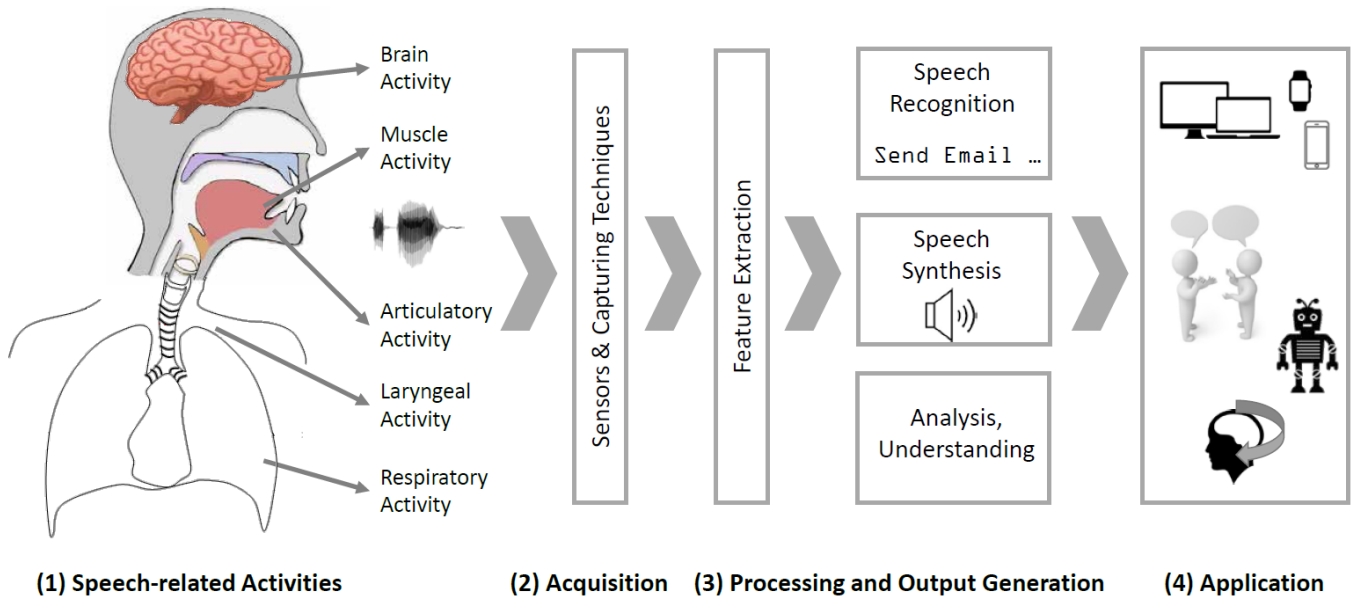 Brain
Activity
Muscle
Activity
Articulatory
Activity
Laryngeal
Activity
Respiratory
Activity
Sensors & Capturing Techniques
Feature Extraction
Speech
Recognition
Send Email …
Speech
Synthesis
Analysis,
Understanding
(1) Speech-related Activities
(2) Acquisition
(3) Processing and Output Generation
(4) Application